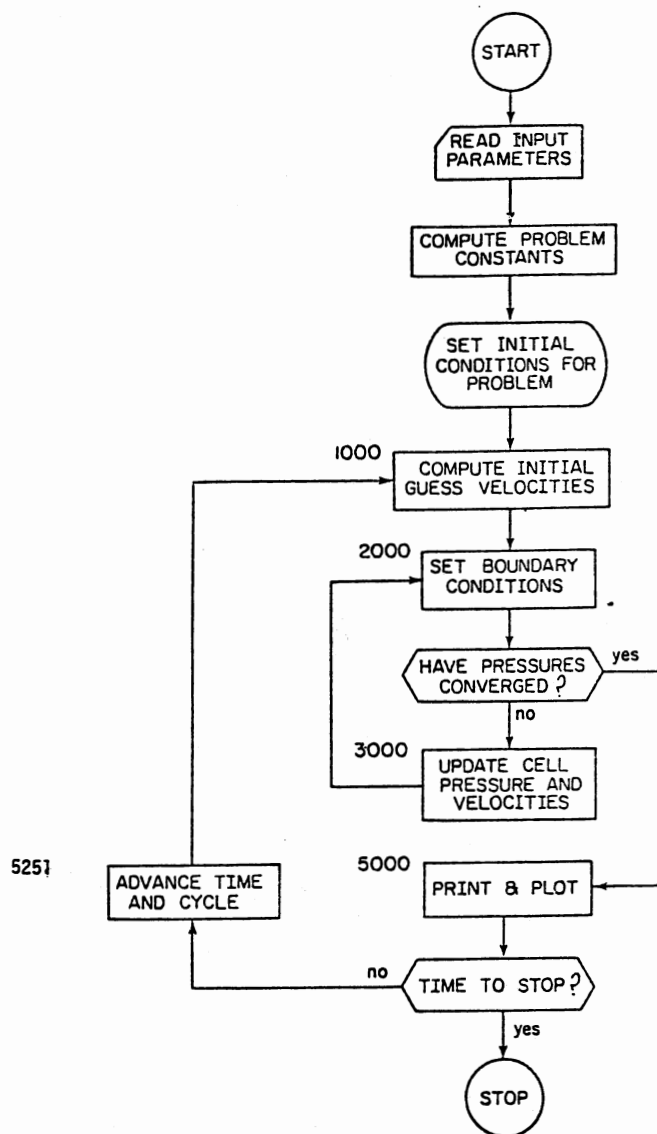 START
READ INPUT
PARAMETERS
COMPUTE PROBLEM
CONSTANTS
SET INITIAL
CONDITIONS FOR
PROBLEM
1000
COMPUTE INITIAL
GUESS VELOCITIES
2000
SET BOUNDARY
CONDITIONS
HAVE PRESSURES
CONVERGED?
yes
no
3000
UPDATE CELL
PRESSURE AND
VELOCITIES
5251
ADVANCE TIME
AND CYCLE
5000
PRINT & PLOT
no
TIME TO STOP?
yes
STOP